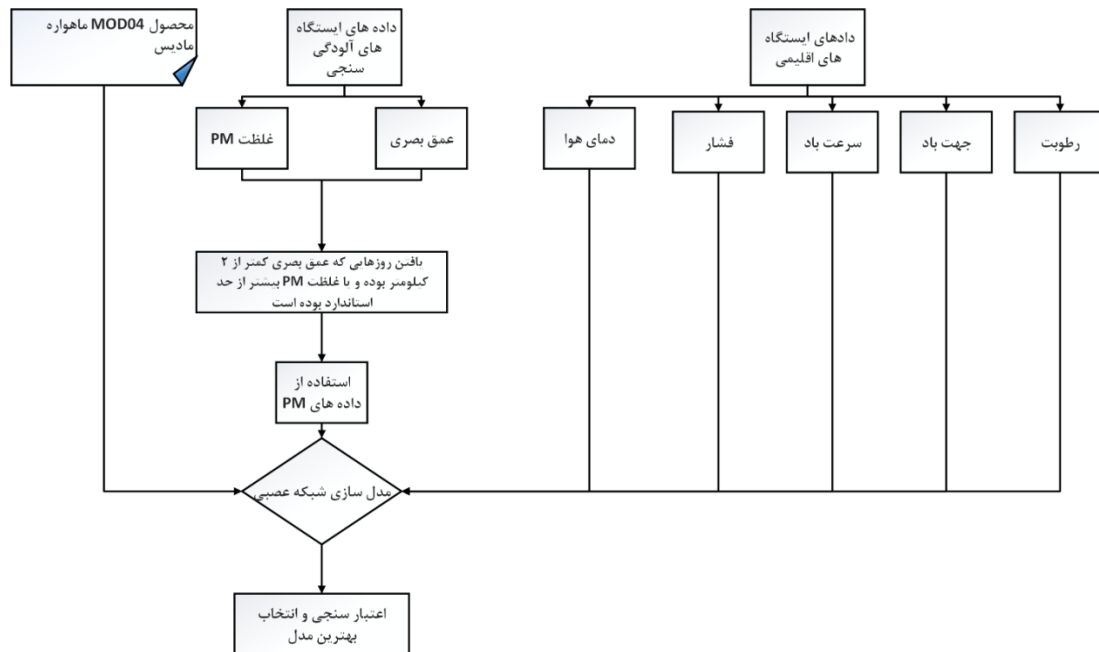 محصول MOD04 ماهواره
مادیس
داده های ایستگاه
های آلودگی
سنجی
دادهای ایستگاه
های اقلیمی
غلظت PM
عمق بصری
دمای هوا
فشار
سرعت باد
جهت باد
رطوبت
یافتن روزهایی که عمق بصری کمتر از ۲
کیلومتر بوده و یا غلظت PM بیشتر از حد
استاندارد بوده است
استفاده از
داده های PM
مدل سازی شبکه عصبی
اعتبار سنجی و انتخاب
بهترین مدل